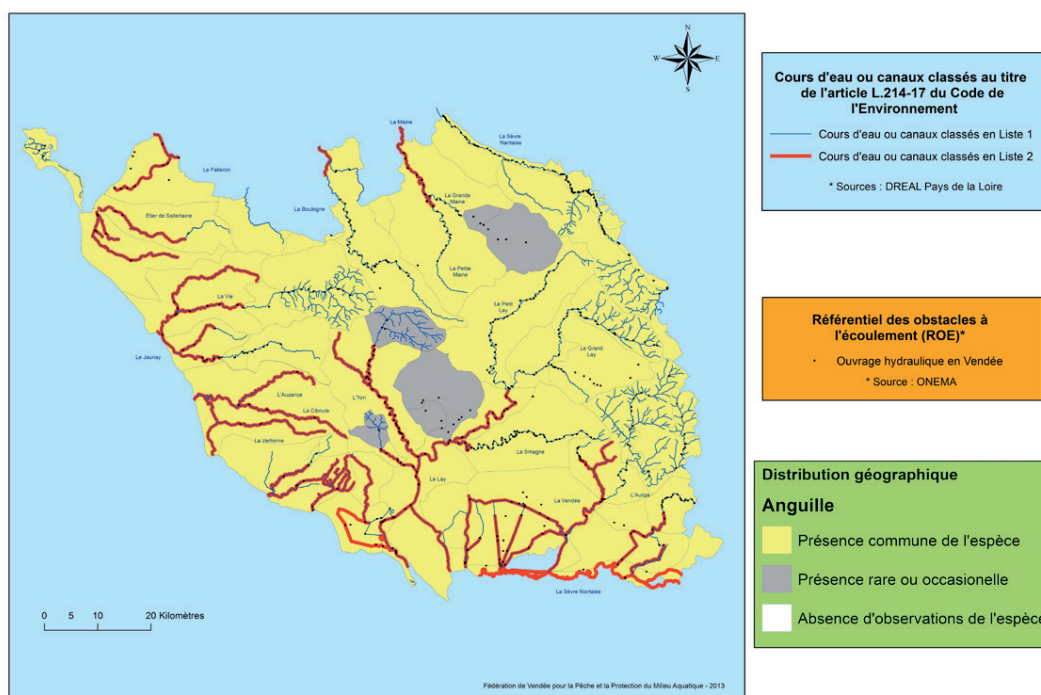 N
W
E
S
La Maine
La Sèvre
Nantaise
Le Falleron
La Boulogne
La Grande
Maine
Etier de Sallertaine
La Petite
Maine
La Vie
Le Petit
Lay
Le Jaunay
Le Grand
Lay
L'Auzance
L'Yon
La Ciboule
La Vertonne
La Smagne
Le Lay
La Vendée
L'Autize
La Sèvre Niortaise
0 5 10 20 Kilomètres
Fédération de Vendée pour la Pêche et la Protection du Milieu Aquatique - 2013
Cours d'eau ou canaux classés au titre
de l'article L.214-17 du Code de
l'Environnement
Cours d'eau ou canaux classés en Liste 1
Cours d'eau ou canaux classés en Liste 2
* Sources : DREAL Pays de la Loire
Référentiel des obstacles à
l'écoulement (ROE)*
Ouvrage hydraulique en Vendée
* Source : ONEMA
Distribution géographique
Anguille
Présence commune de l'espèce
Présence rare ou occasionelle
Absence d'observations de l'espèce